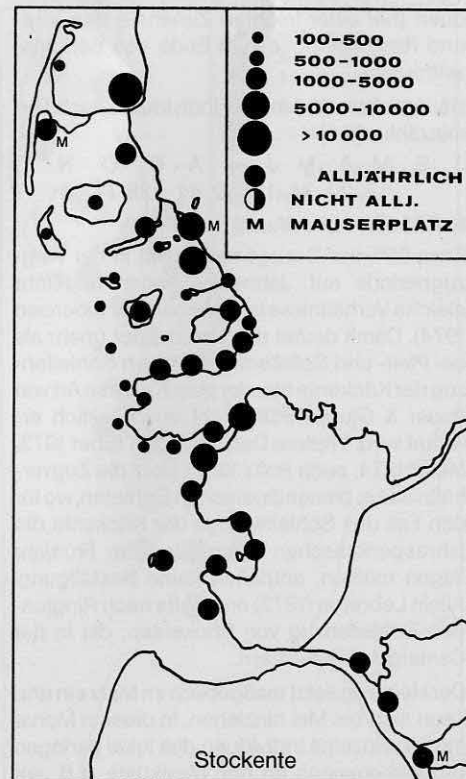 100-500
500-1000
1000-5000
5000-10000
>10000
ALLJÄHRLICH
NICHT ALLJ.
M MAUSERPLATZ
M
M
M
Stockente